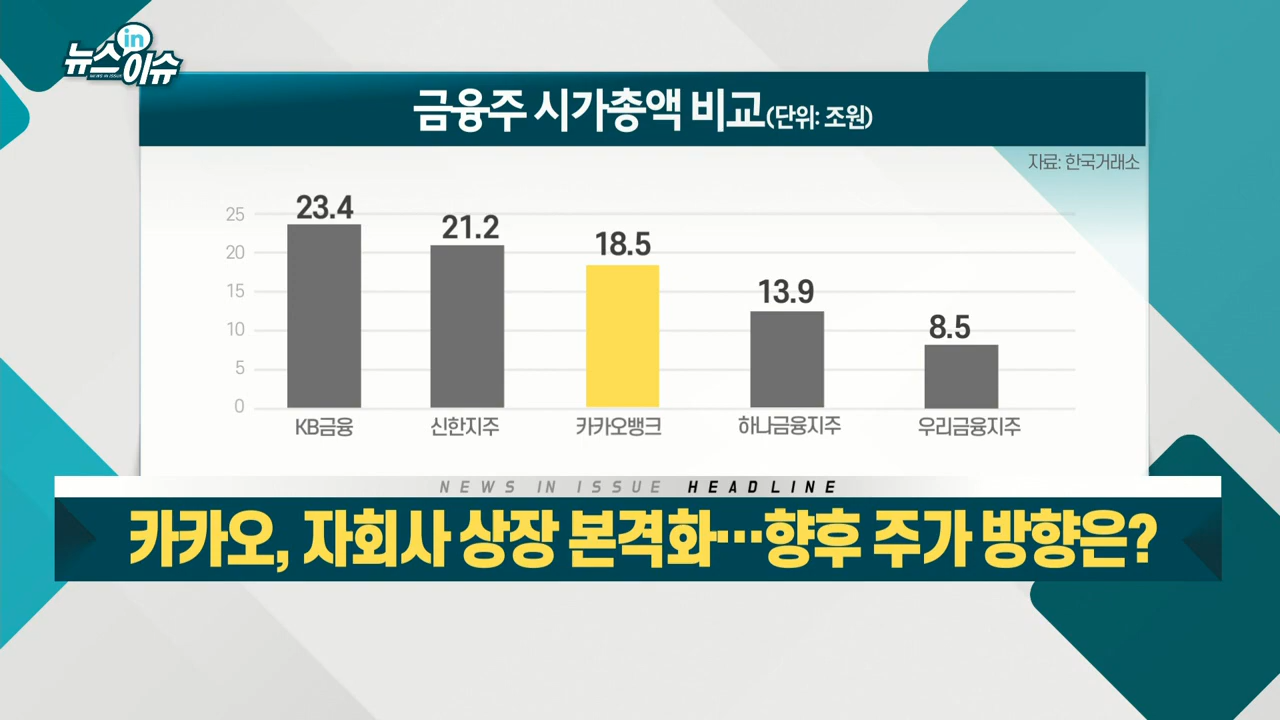 뉴스in이슈
NEWS IN ISSUE
금융주 시가총액 비교(단위: 조원)
자료: 한국거래소
25
20
15
10
5
0
23.4
21.2
18.5
13.9
8.5
KB금융
신한지주
카카오뱅크
하나금융지주
우리금융지주
NEWS IN ISSUE HEADLINE
카카오, 자회사 상장 본격화…향후 주가 방향은?